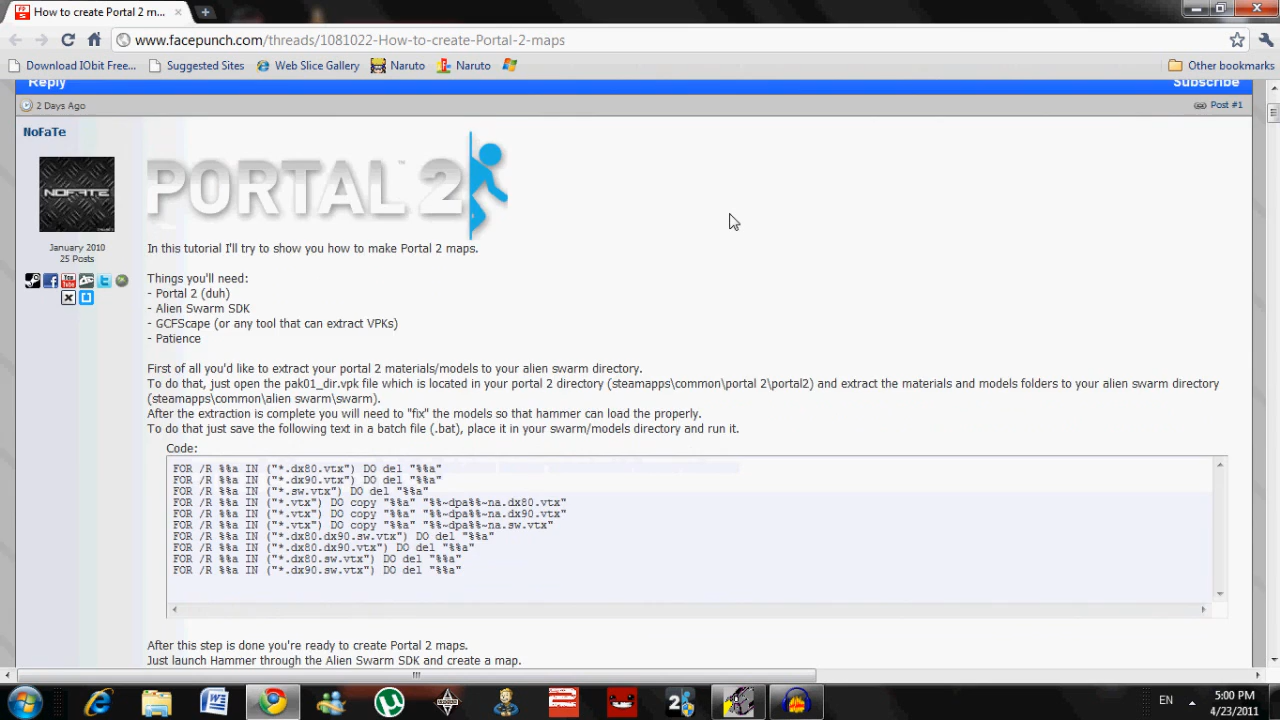 How to create Portal 2 m...
www.facepunch.com/threads/1081022-How-to-create-Portal-2-maps
Download IObit Free...
Suggested Sites
Web Slice Gallery
Naruto
Naruto
Other bookmarks
Reply
Subscribe
2 Days Ago
Post #1
NoFaTe
NOFATE
January 2010
25 Posts
PORTAL 2
™
In this tutorial I'll try to show you how to make Portal 2 maps.
Things you'll need:
- Portal 2 (duh)
- Alien Swarm SDK
- GCFScape (or any tool that can extract VPKs)
- Patience
First of all you'd like to extract your portal 2 materials/models to your alien swarm directory.
To do that, just open the pak01_dir.vpk file which is located in your portal 2 directory (steamapps\common\portal 2\portal2) and extract the materials and models folders to your alien swarm directory
(steamapps\common\alien swarm\swarm).
After the extraction is complete you will need to "fix" the models so that hammer can load the properly.
To do that just save the following text in a batch file (.bat), place it in your swarm/models directory and run it.
Code:
FOR /R %%a IN ("*.dx80.vtx") DO del "%%a"
FOR /R %%a IN ("*.dx90.vtx") DO del "%%a"
FOR /R %%a IN ("*.sw.vtx") DO del "%%a"
FOR /R %%a IN ("*.vtx") DO copy "%%a" "%%~dpa%%~na.dx80.vtx"
FOR /R %%a IN ("*.vtx") DO copy "%%a" "%%~dpa%%~na.dx90.vtx"
FOR /R %%a IN ("*.vtx") DO copy "%%a" "%%~dpa%%~na.sw.vtx"
FOR /R %%a IN ("*.dx80.dx90.sw.vtx") DO del "%%a"
FOR /R %%a IN ("*.dx80.dx90.vtx") DO del "%%a"
FOR /R %%a IN ("*.dx80.sw.vtx") DO del "%%a"
FOR /R %%a IN ("*.dx90.sw.vtx") DO del "%%a"
After this step is done you're ready to create Portal 2 maps.
Just launch Hammer through the Alien Swarm SDK and create a map.
EN
5:00 PM
4/23/2011